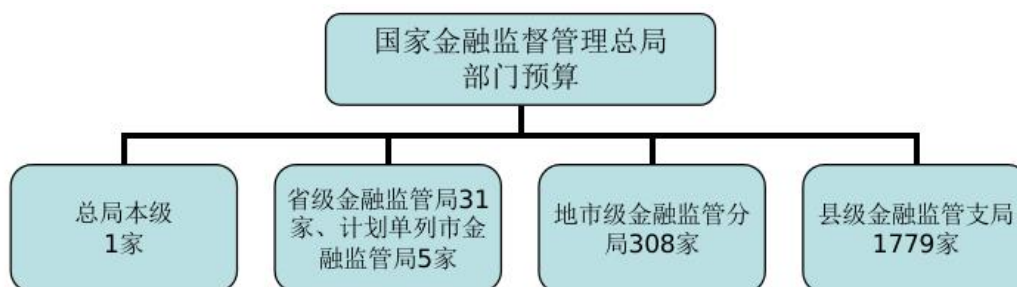 国家金融监督管理总局
部门预算
总局本级
1家
省级金融监管局31
家、计划单列市金
融监管局5家
地市级金融监管分
局308家
县级金融监管支局
1779家